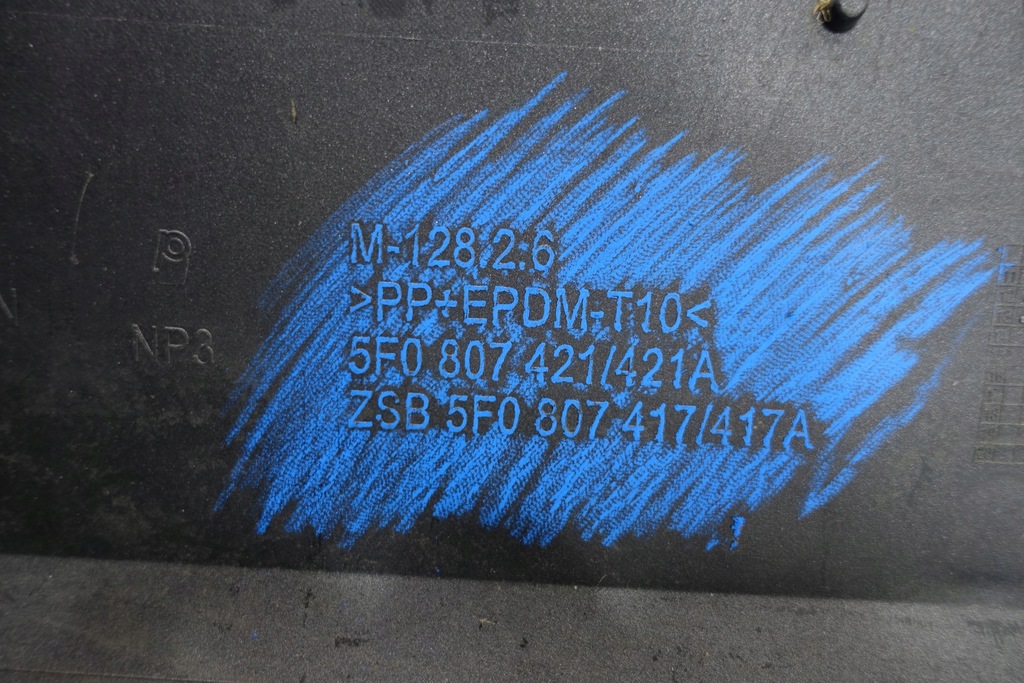 M-128.2:6
>PP+EPDM-T10<
5F0 807 421/421A
ZSB 5F0 807 417/417A
NP3